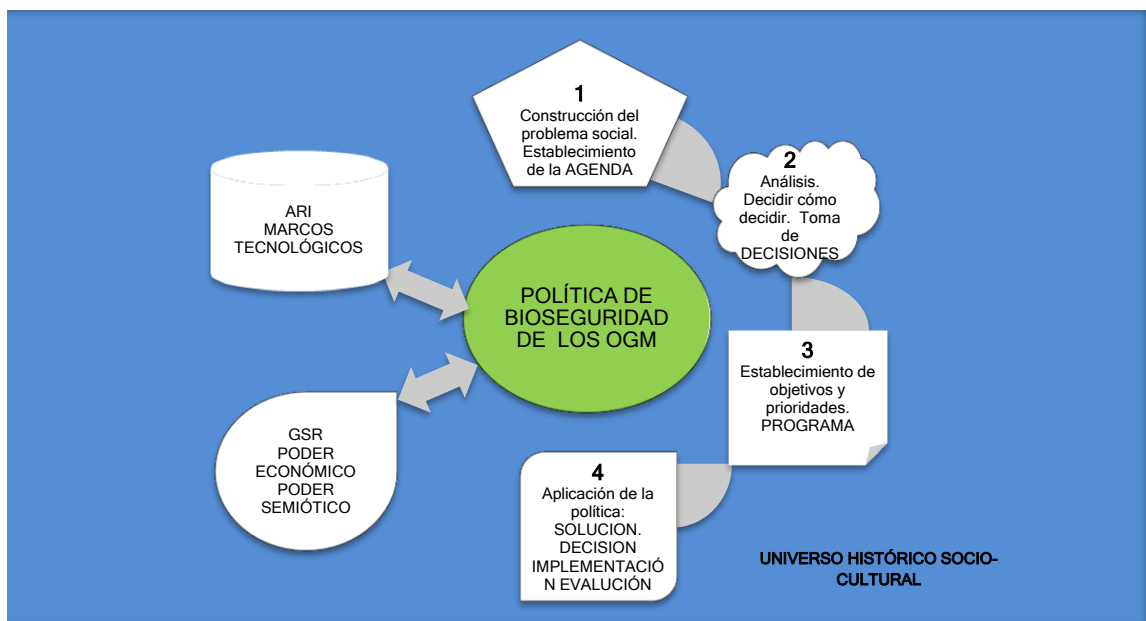 1
Construcción del
problema social.
Establecimiento
de la AGENDA
2
Análisis.
Decidir cómo
decidir. Toma
de
DECISIONES
ARI
MARCOS
TECNOLÓGICOS
POLÍTICA DE
BIOSEGURIDAD
DE LOS OGM
3
Establecimiento de
objetivos y
prioridades.
PROGRAMA
GSR
PODER
ECONÓMICO
PODER
SEMIÓTICO
4
Aplicación de la
política:
SOLUCION.
DECISION
IMPLEMENTACIÓ
N EVALUCIÓN
UNIVERSO HISTÓRICO SOCIO-
CULTURAL